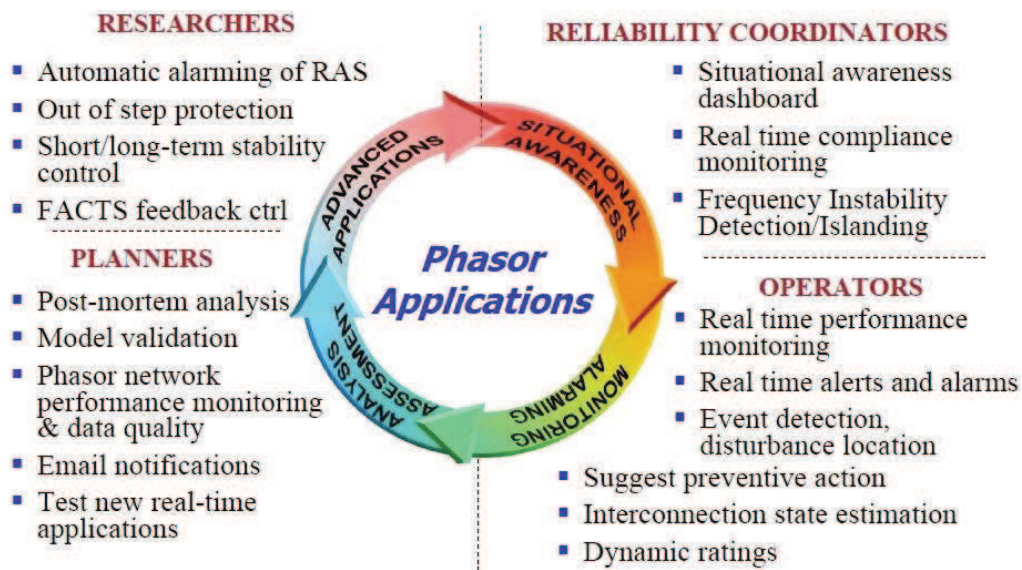 RESEARCHERS
Automatic alarming of RAS
Out of step protection
Short/long-term stability
control
FACTS feedback ctrl
PLANNERS
Post-mortem analysis
Model validation
Phasor network
performance monitoring
& data quality
Email notifications
Test new real-time
applications
ADVANCED
APPLICATIONS
SITUATIONAL
AWARENESS
Phasor
Applications
ANALYSIS
ASSESSMENT
MONITORING
ALARMING
RELIABILITY COORDINATORS
Situational awareness
dashboard
Real time compliance
monitoring
Frequency Instability
Detection/Islanding
OPERATORS
Real time performance
monitoring
Real time alerts and alarms
Event detection,
disturbance location
Suggest preventive action
Interconnection state estimation
Dynamic ratings